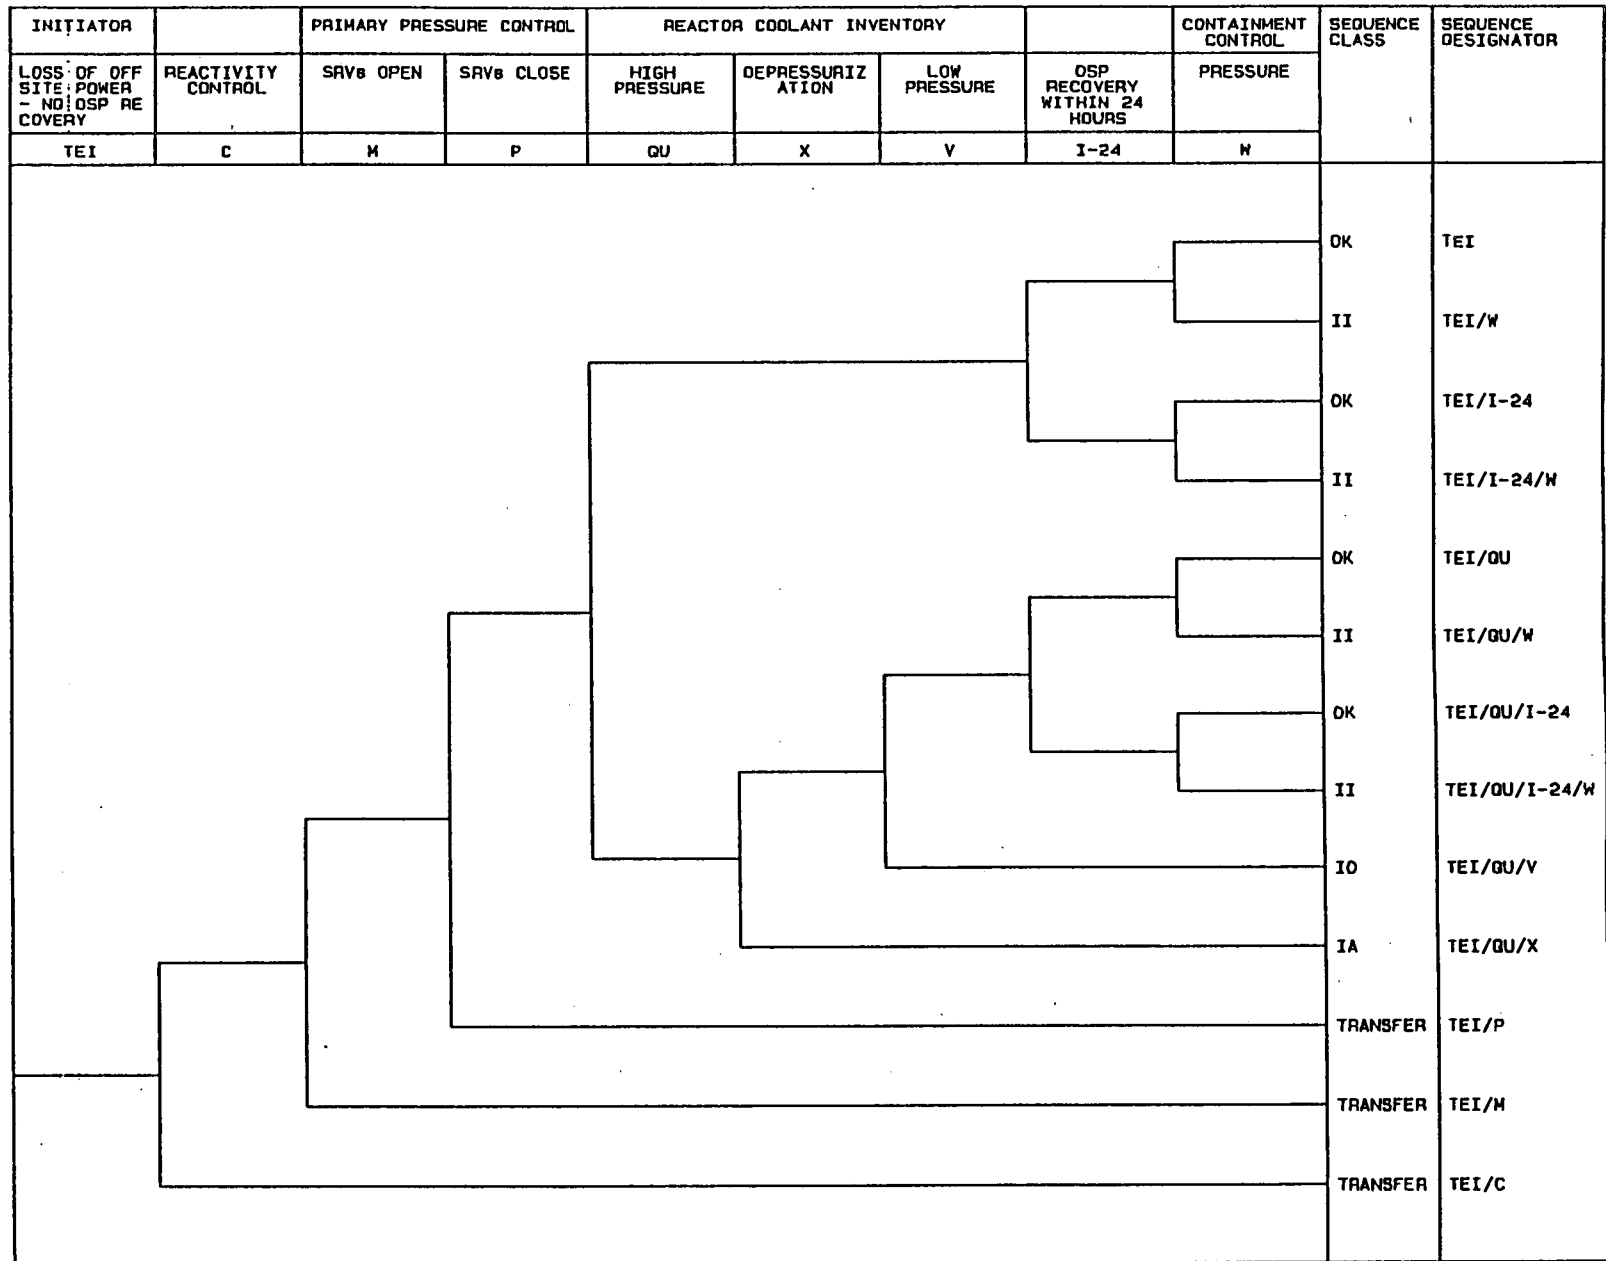 INITIATOR
PRIMARY PRESSURE CONTROL
REACTOR COOLANT INVENTORY
CONTAINMENT
CONTROL
SEQUENCE
CLASS
SEQUENCE
DESIGNATOR
LOSS OF OFF
SITE POWER
- NO OSP RE
COVERY
REACTIVITY
CONTROL
SRVs OPEN
SRVs CLOSE
HIGH
PRESSURE
DEPRESSURIZ
ATION
LOW
PRESSURE
OSP
RECOVERY
WITHIN 24
HOURS
PRESSURE
TEI
C
M
P
QU
X
V
I-24
W
OK TEI
II TEI/W
OK TEI/I-24
II TEI/I-24/W
OK TEI/QU
II TEI/QU/W
OK TEI/QU/I-24
II TEI/QU/I-24/W
ID TEI/QU/V
IA TEI/QU/X
TRANSFER TEI/P
TRANSFER TEI/M
TRANSFER TEI/C